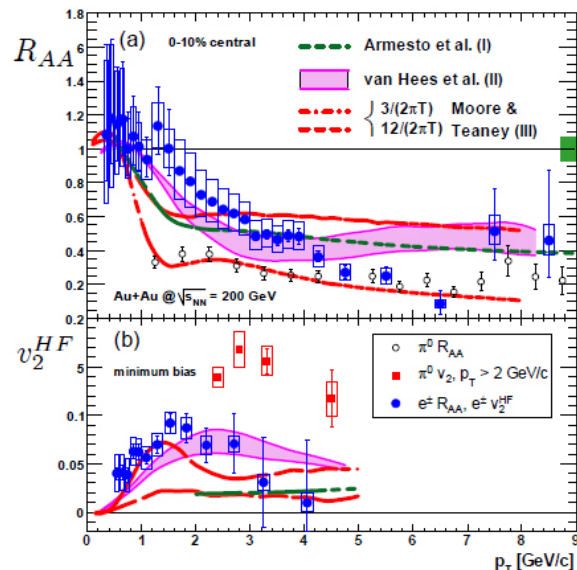 R_AA
(a)
0-10% central
Armesto et al. (I)
van Hees et al. (II)
3/(2πT) Moore &
12/(2πT) Teaney (III)
1.8
1.6
1.4
1.2
1
0.8
0.6
0.4
0.2
Au+Au @ √s_NN = 200 GeV
0.2
v_2^HF
(b)
minimum bias
π⁰ R_AA
π⁰ v_2, p_T > 2 GeV/c
e± R_AA, e± v_2^HF
5
0.1
0.05
0
0 1 2 3 4 5 6 7 8 9
p_T [GeV/c]